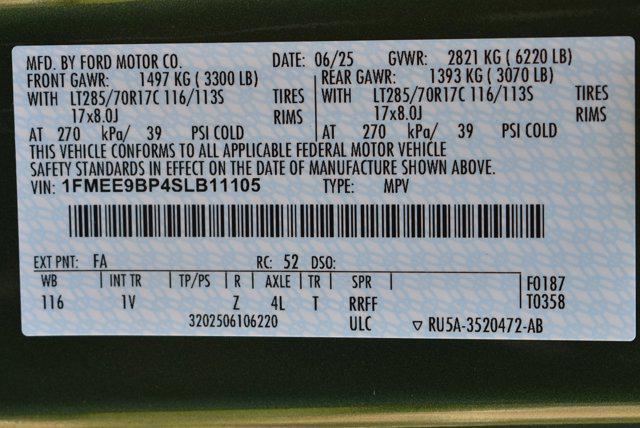 MFD. BY FORD MOTOR CO. DATE: 06/25 GVWR: 2821 KG ( 6220 LB)
FRONT GAWR: 1497 KG ( 3300 LB) REAR GAWR: 1393 KG ( 3070 LB)
WITH LT285/70R17C 116/113S TIRES WITH LT285/70R17C 116/113S TIRES
17x8.0J RIMS 17x8.0J RIMS
AT 270 kPa/ 39 PSI COLD AT 270 kPa/ 39 PSI COLD
THIS VEHICLE CONFORMS TO ALL APPLICABLE FEDERAL MOTOR VEHICLE
SAFETY STANDARDS IN EFFECT ON THE DATE OF MANUFACTURE SHOWN ABOVE.
VIN: 1FMEE9BP4SLB11105 TYPE: MPV
EXT PNT: FA RC: 52 DSO:
WB INT TR TP/PS R AXLE TR SPR F0187
116 1V Z 4L T RRFF T0358
3202506106220 ULC ▽ RU5A-3520472-AB